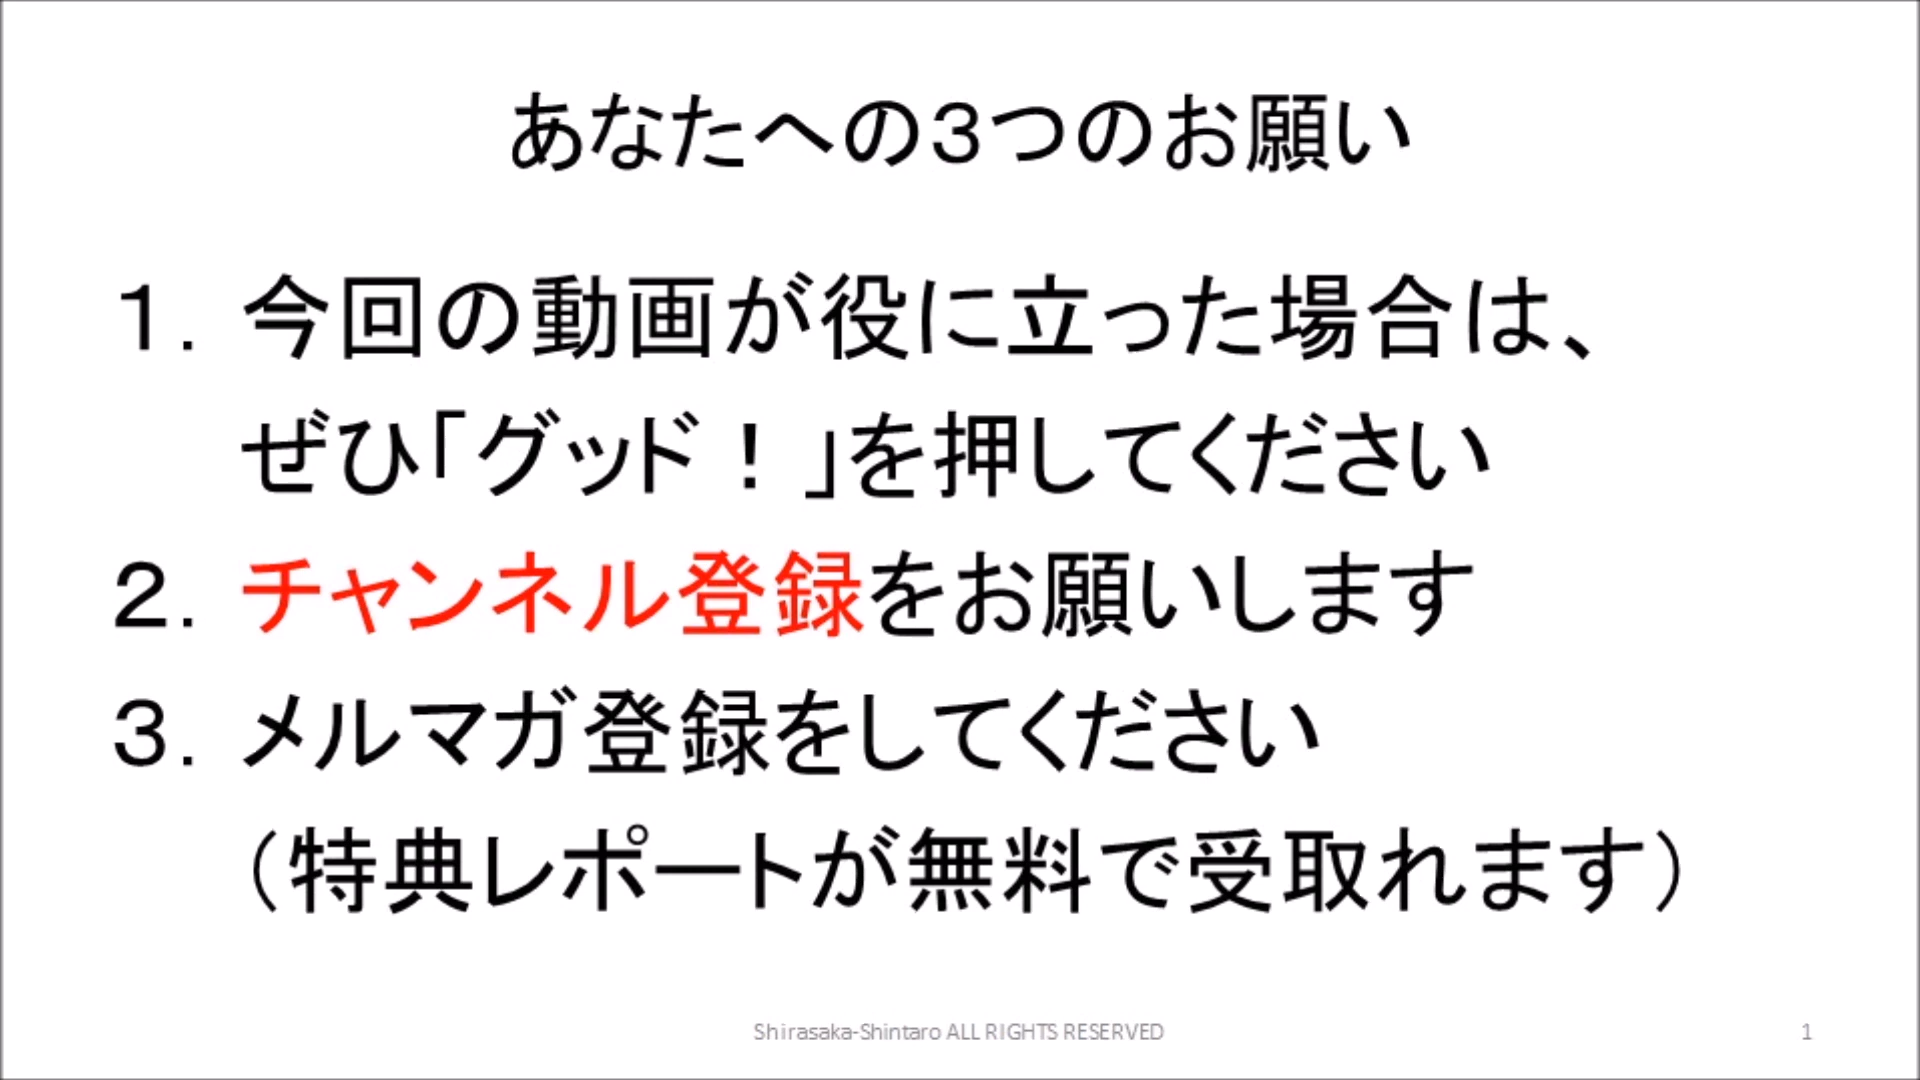 あなたへの３つのお願い
１. 今回の動画が役に立った場合は、
ぜひ「グッド！」を押してください
２. チャンネル登録をお願いします
３. メルマガ登録をしてください
（特典レポートが無料で受取れます）
Shirasaka-Shintaro ALL RIGHTS RESERVED
1